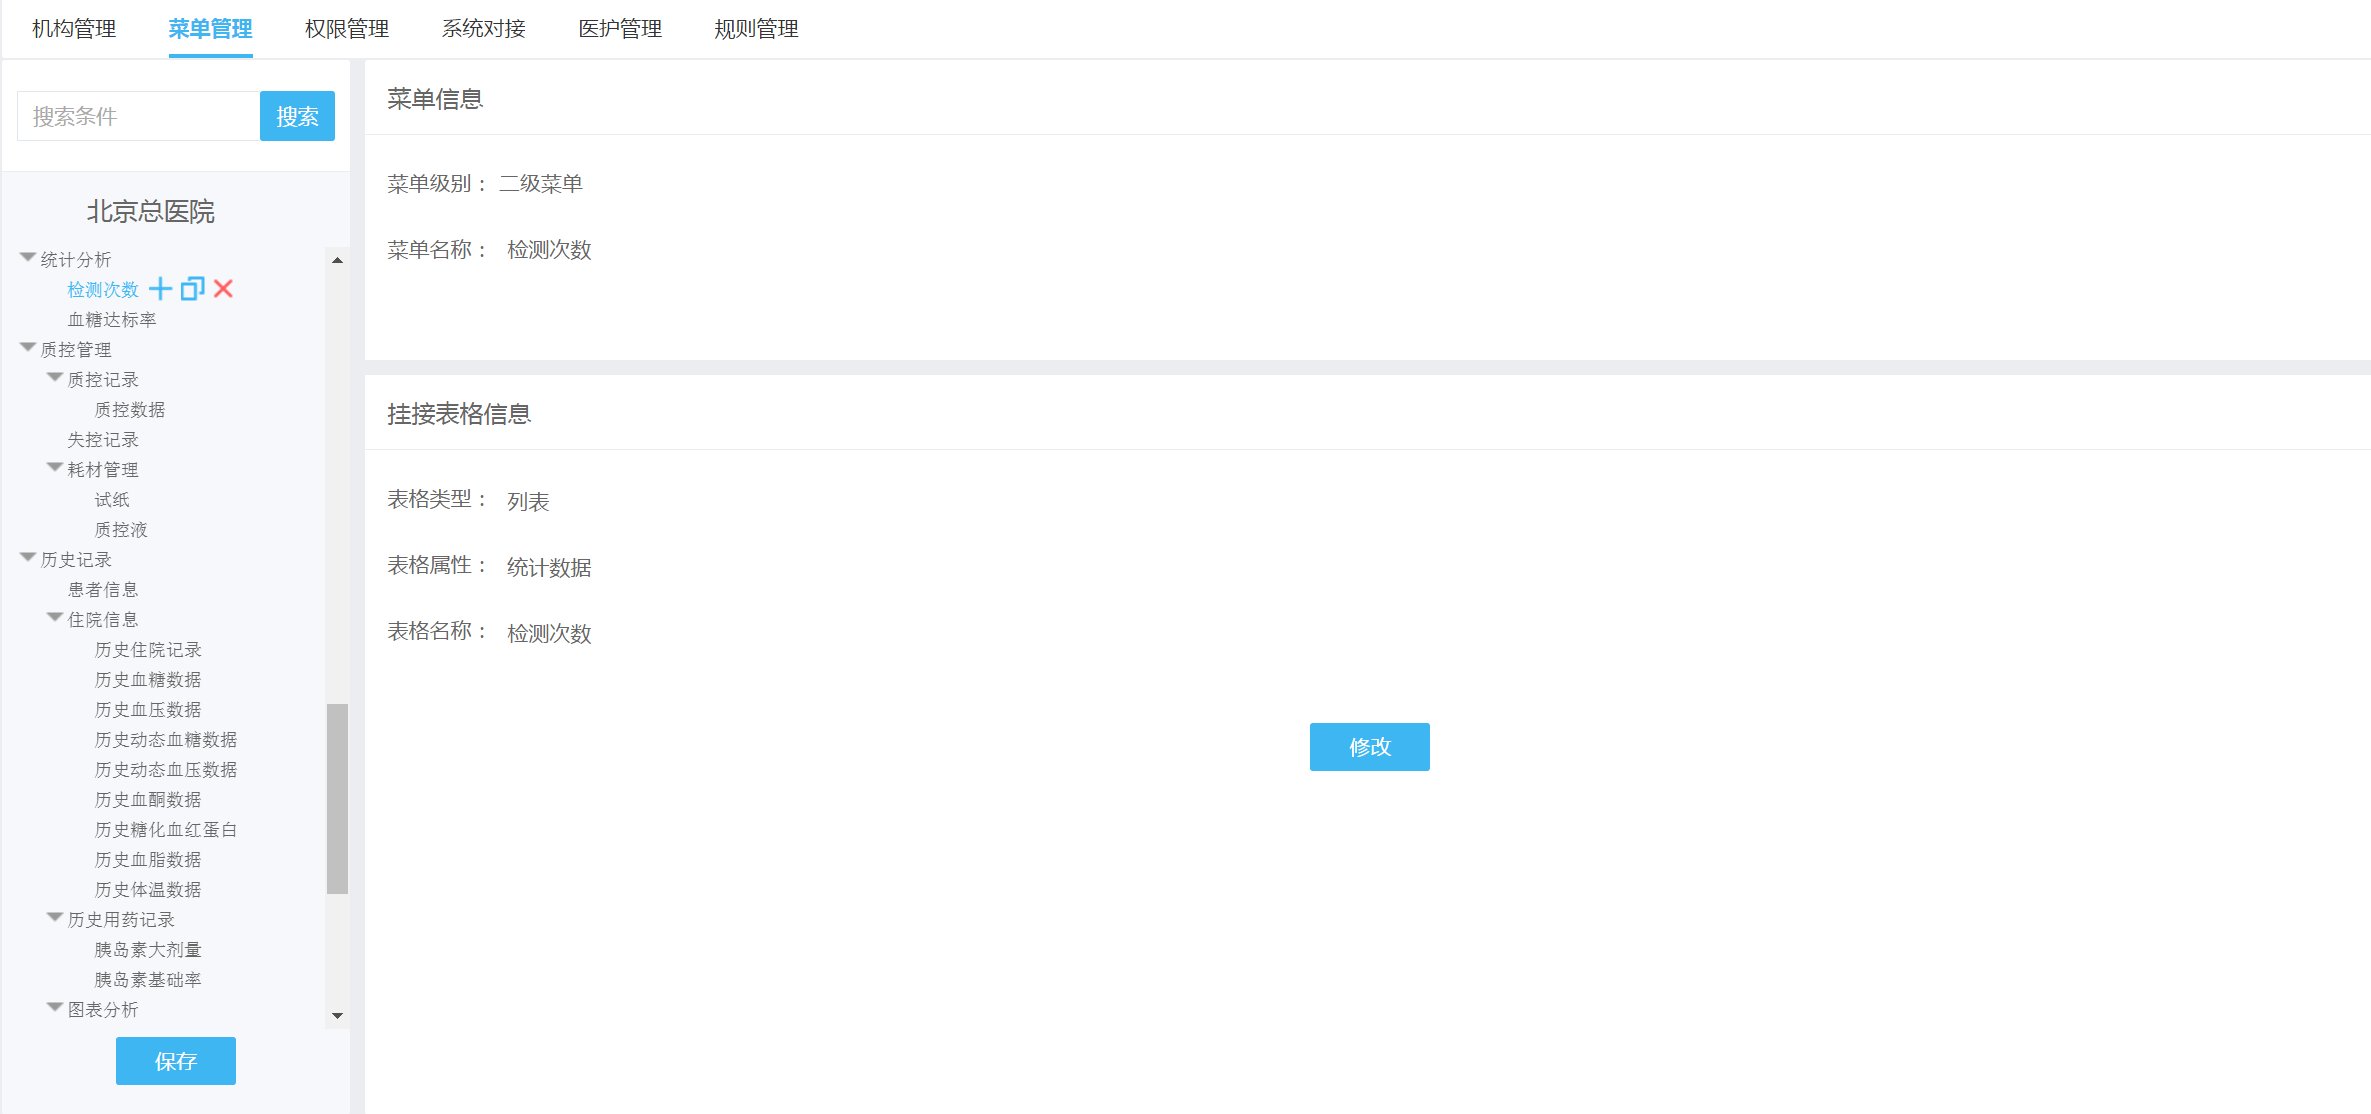 机构管理 菜单管理 权限管理 系统对接 医护管理 规则管理
搜索条件 搜索
北京总医院
统计分析
检测次数
血糖达标率
质控管理
质控记录
质控数据
失控记录
耗材管理
试纸
质控液
历史记录
患者信息
住院信息
历史住院记录
历史血糖数据
历史血压数据
历史动态血糖数据
历史动态血压数据
历史血酮数据
历史糖化血红蛋白
历史血脂数据
历史体温数据
历史用药记录
胰岛素大剂量
胰岛素基础率
图表分析
保存
菜单信息
菜单级别： 二级菜单
菜单名称： 检测次数
挂接表格信息
表格类型： 列表
表格属性： 统计数据
表格名称： 检测次数
修改